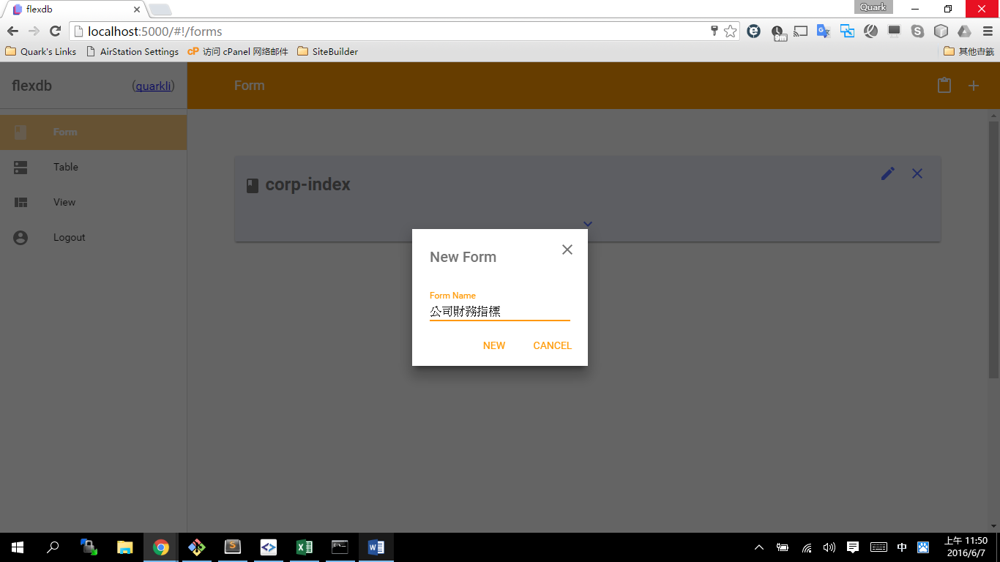 flexdb
Quark
localhost:5000/#!/forms
9m
Quark's Links
AirStation Settings
cP 访问 cPanel 网络邮件
SiteBuilder
其他書籤
flexdb
(quarkli)
Form
Form
Table
View
Logout
corp-index
New Form
Form Name
公司財務指標
NEW
CANCEL
中
上午 11:50
2016/6/7